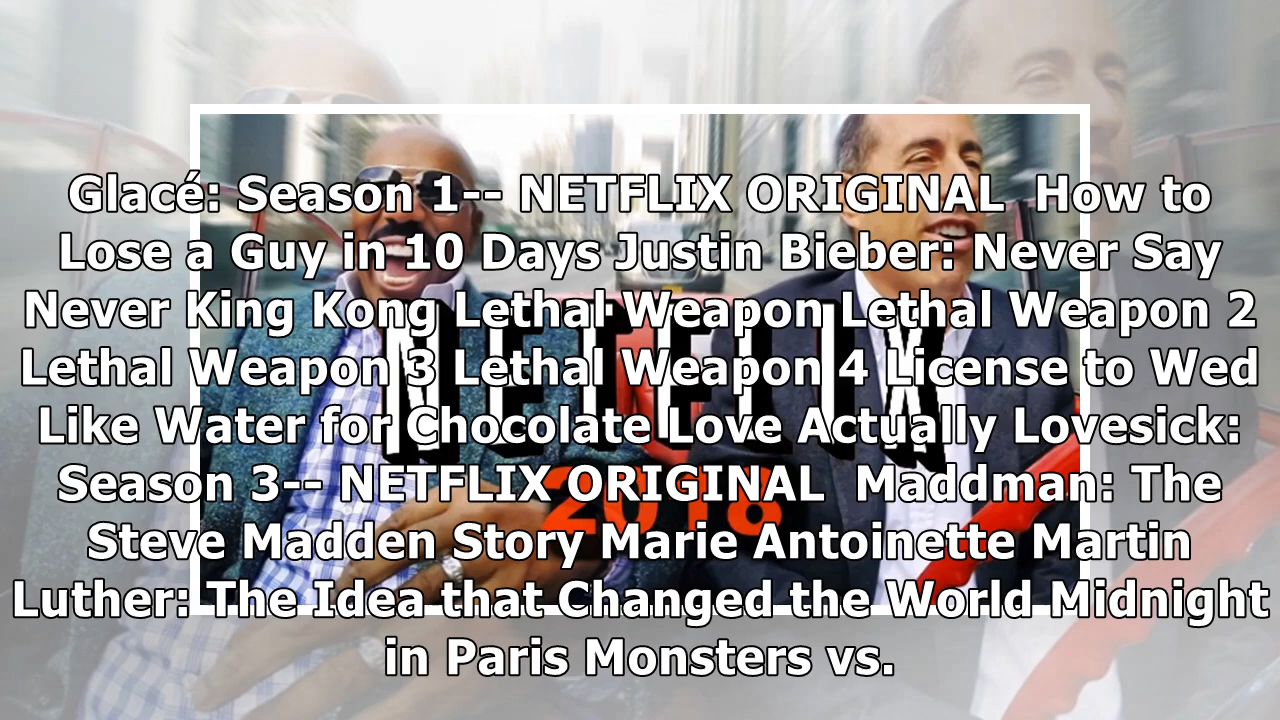 Glacé: Season 1-- NETFLIX ORIGINAL  How to
Lose a Guy in 10 Days Justin Bieber: Never Say
Never King Kong Lethal Weapon Lethal Weapon 2
Lethal Weapon 3 Lethal Weapon 4 License to Wed
Like Water for Chocolate Love Actually Lovesick:
Season 3-- NETFLIX ORIGINAL  Maddman: The
Steve Madden Story Marie Antoinette Martin
Luther: The Idea that Changed the World Midnight
in Paris Monsters vs.
NETFLIX
2018